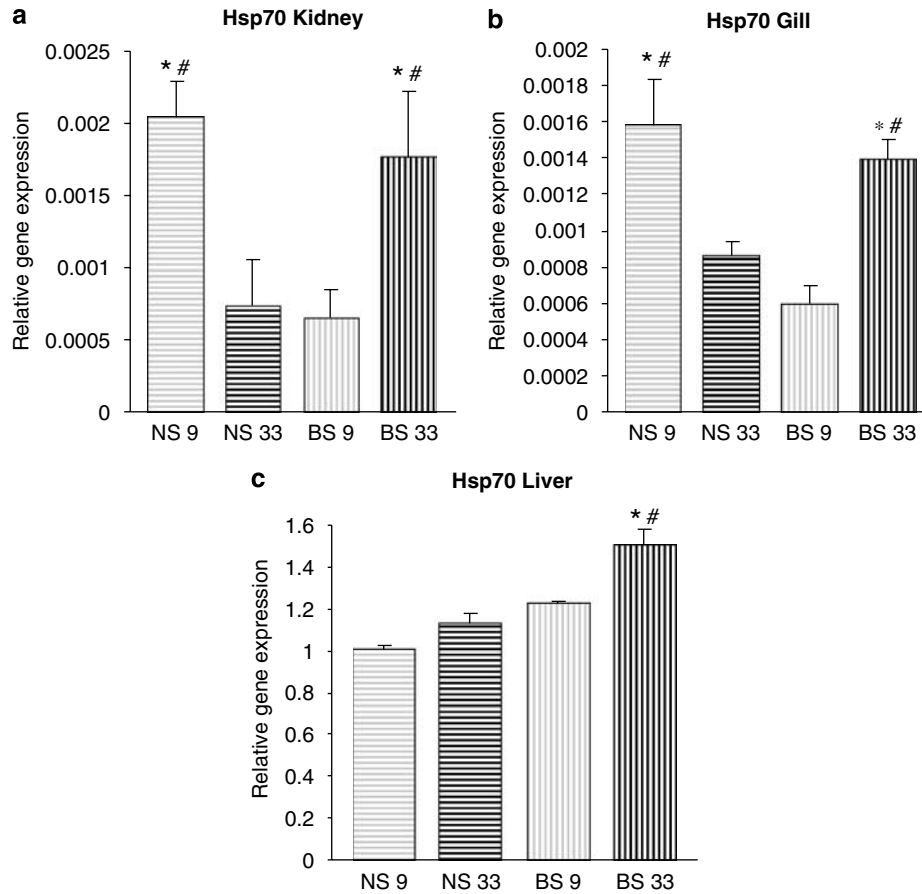 a
Hsp70 Kidney
Relative gene expression
0.0025
0.002
0.0015
0.001
0.0005
0
* #
* #
NS 9 NS 33 BS 9 BS 33
b
Hsp70 Gill
Relative gene expression
0.002
0.0018
0.0016
0.0014
0.0012
0.001
0.0008
0.0006
0.0004
0.0002
0
* #
* #
NS 9 NS 33 BS 9 BS 33
c
Hsp70 Liver
Relative gene expression
1.6
1.4
1.2
1
0.8
0.6
0.4
0.2
0
* #
NS 9 NS 33 BS 9 BS 33